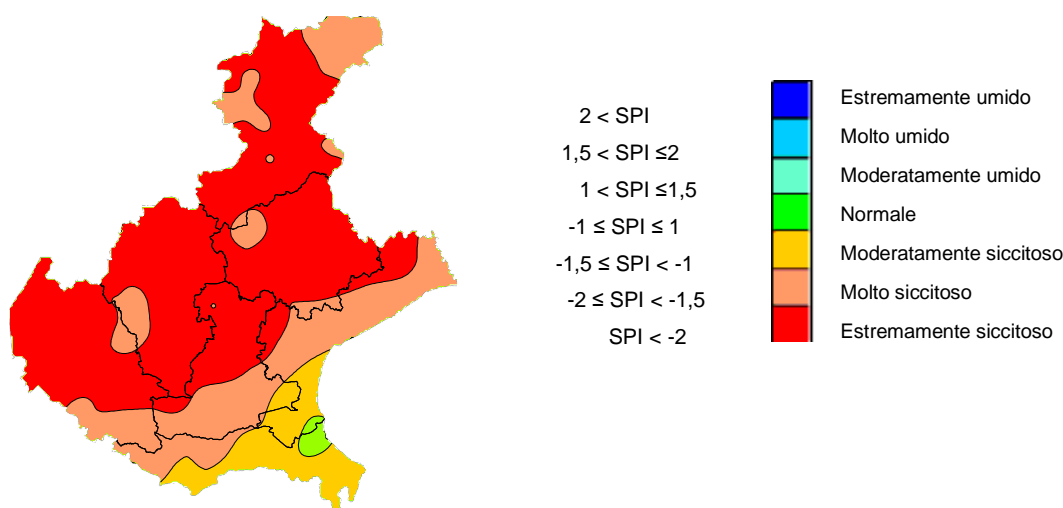 2 < SPI
1,5 < SPI ≤2
1 < SPI ≤1,5
-1 ≤ SPI ≤ 1
-1,5 ≤ SPI < -1
-2 ≤ SPI < -1,5
SPI < -2
Estremamente umido
Molto umido
Moderatamente umido
Normale
Moderatamente siccitoso
Molto siccitoso
Estremamente siccitoso